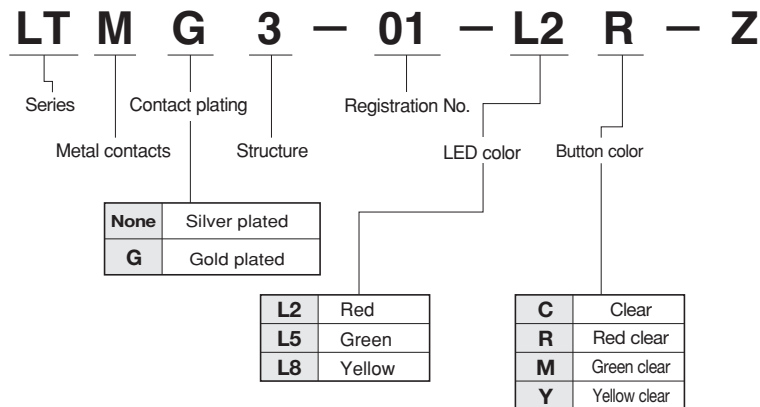 LT M G 3 – 01 – L2 R – Z
Series
Contact plating
Registration No.
Metal contacts
Structure
LED color
Button color
None Silver plated
G Gold plated
L2 Red
L5 Green
L8 Yellow
C Clear
R Red clear
M Green clear
Y Yellow clear